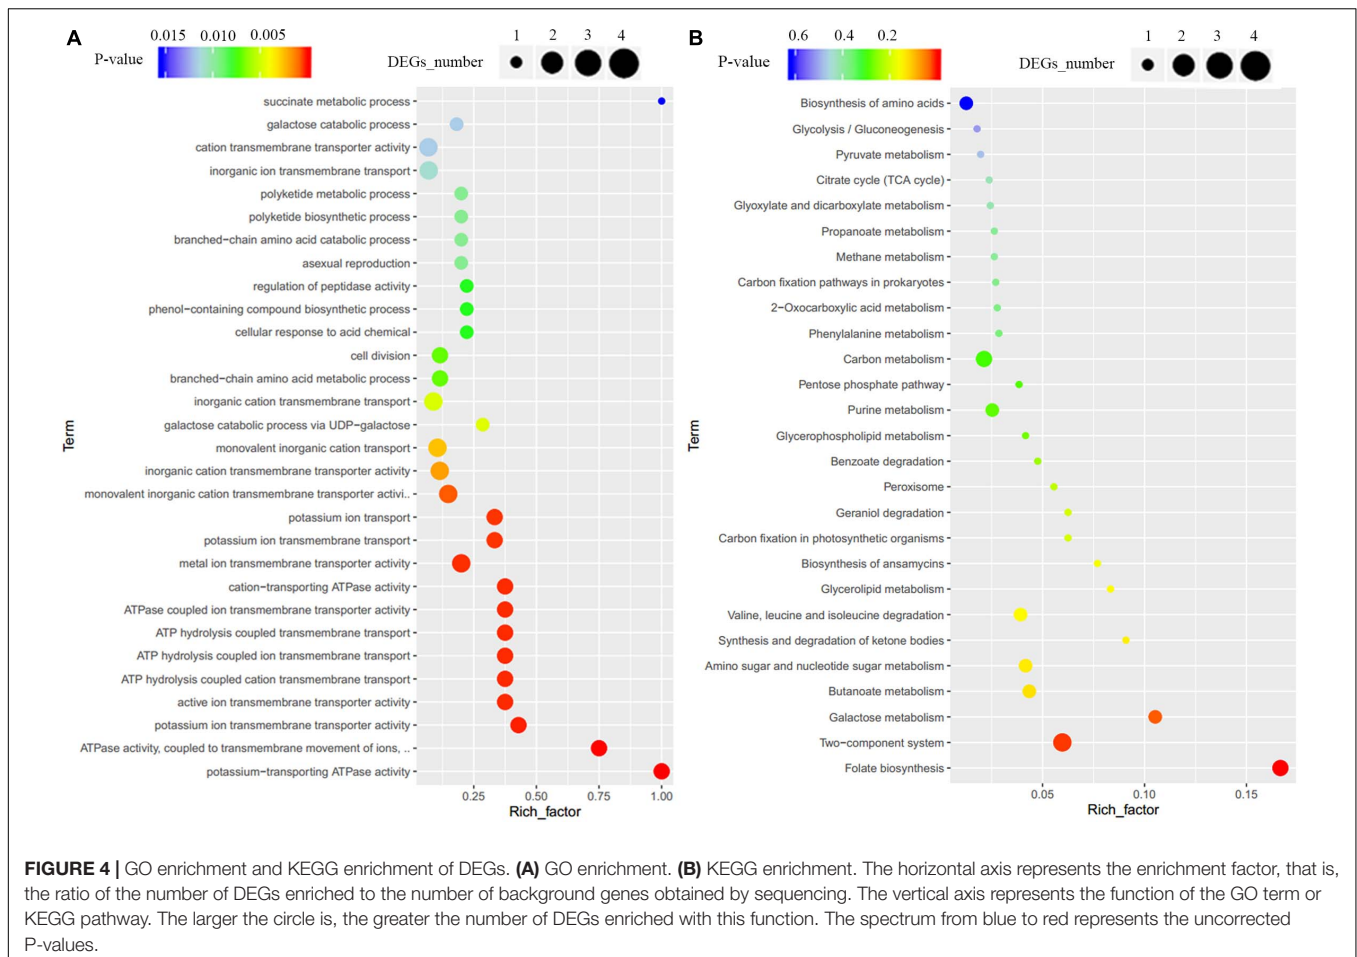 A
0.015 0.010 0.005
P-value
1 2 3 4
DEGs_number
succinate metabolic process
galactose catabolic process
cation transmembrane transporter activity
inorganic ion transmembrane transport
polyketide metabolic process
polyketide biosynthetic process
branched−chain amino acid catabolic process
asexual reproduction
regulation of peptidase activity
phenol−containing compound biosynthetic process
cellular response to acid chemical
cell division
branched−chain amino acid metabolic process
inorganic cation transmembrane transport
galactose catabolic process via UDP−galactose
monovalent inorganic cation transport
inorganic cation transmembrane transporter activity
monovalent inorganic cation transmembrane transporter activi..
potassium ion transport
potassium ion transmembrane transport
metal ion transmembrane transporter activity
cation−transporting ATPase activity
ATPase coupled ion transmembrane transporter activity
ATP hydrolysis coupled transmembrane transport
ATP hydrolysis coupled ion transmembrane transport
ATP hydrolysis coupled cation transmembrane transport
active ion transmembrane transporter activity
potassium ion transmembrane transporter activity
ATPase activity, coupled to transmembrane movement of ions, ..
potassium−transporting ATPase activity
Term
0.25 0.50 0.75 1.00
Rich_factor
B
0.6 0.4 0.2
P-value
1 2 3 4
DEGs_number
Biosynthesis of amino acids
Glycolysis / Gluconeogenesis
Pyruvate metabolism
Citrate cycle (TCA cycle)
Glyoxylate and dicarboxylate metabolism
Propanoate metabolism
Methane metabolism
Carbon fixation pathways in prokaryotes
2−Oxocarboxylic acid metabolism
Phenylalanine metabolism
Carbon metabolism
Pentose phosphate pathway
Purine metabolism
Glycerophospholipid metabolism
Benzoate degradation
Peroxisome
Geraniol degradation
Carbon fixation in photosynthetic organisms
Biosynthesis of ansamycins
Glycerolipid metabolism
Valine, leucine and isoleucine degradation
Synthesis and degradation of ketone bodies
Amino sugar and nucleotide sugar metabolism
Butanoate metabolism
Galactose metabolism
Two−component system
Folate biosynthesis
Term
0.05 0.10 0.15
Rich_factor
FIGURE 4 | GO enrichment and KEGG enrichment of DEGs. (A) GO enrichment. (B) KEGG enrichment. The horizontal axis represents the enrichment factor, that is,
the ratio of the number of DEGs enriched to the number of background genes obtained by sequencing. The vertical axis represents the function of the GO term or
KEGG pathway. The larger the circle is, the greater the number of DEGs enriched with this function. The spectrum from blue to red represents the uncorrected
P-values.